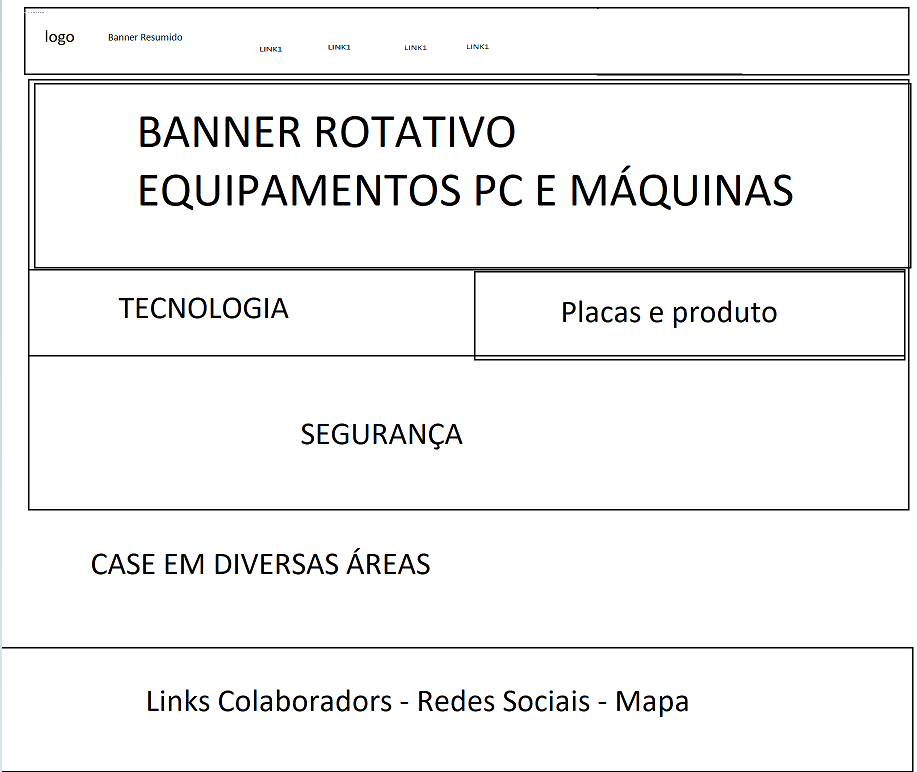 logo
Banner Resumido
LINK1
LINK1
LINK1
LINK1
BANNER ROTATIVO
EQUIPAMENTOS PC E MÁQUINAS
TECNOLOGIA
Placas e produto
SEGURANÇA
CASE EM DIVERSAS ÁREAS
Links Colaboradors - Redes Sociais - Mapa